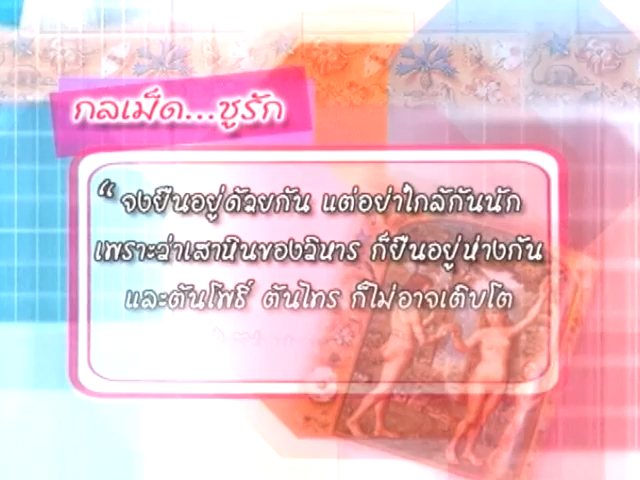 กลเม็ด...ชูรัก
“ จงยืนอยู่ด้วยกัน แต่อย่าใกล้กันนัก
เพราะว่าเสาหินของวิหาร ก็ยืนอยู่ห่างกัน
และต้นโพธิ์ ต้นไทร ก็ไม่อาจเติบโต